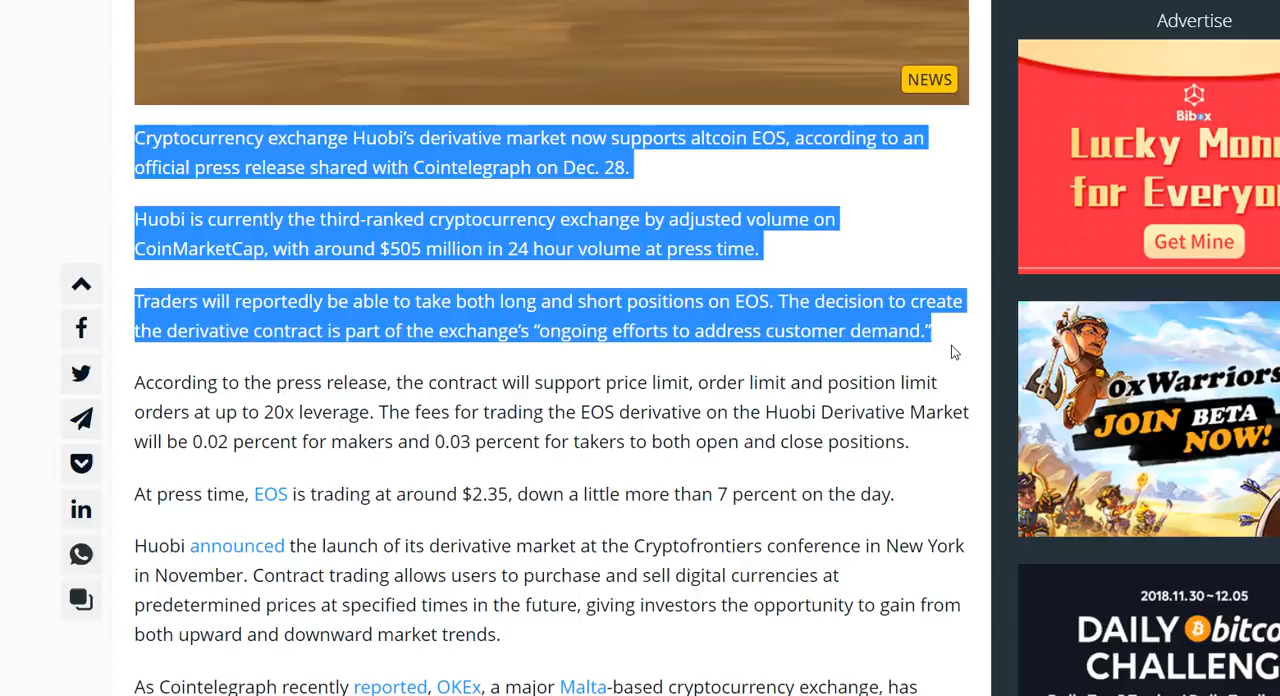 NEWS
Cryptocurrency exchange Huobi’s derivative market now supports altcoin EOS, according to an
official press release shared with Cointelegraph on Dec. 28.
Huobi is currently the third-ranked cryptocurrency exchange by adjusted volume on
CoinMarketCap, with around $505 million in 24 hour volume at press time.
Traders will reportedly be able to take both long and short positions on EOS. The decision to create
the derivative contract is part of the exchange’s “ongoing efforts to address customer demand.”
According to the press release, the contract will support price limit, order limit and position limit
orders at up to 20x leverage. The fees for trading the EOS derivative on the Huobi Derivative Market
will be 0.02 percent for makers and 0.03 percent for takers to both open and close positions.
At press time, EOS is trading at around $2.35, down a little more than 7 percent on the day.
Huobi announced the launch of its derivative market at the Cryptofrontiers conference in New York
in November. Contract trading allows users to purchase and sell digital currencies at
predetermined prices at specified times in the future, giving investors the opportunity to gain from
both upward and downward market trends.
As Cointelegraph recently reported, OKEx, a major Malta-based cryptocurrency exchange, has
Advertise
Bibox
Lucky
for
Get Mine
oxWarriors
JOIN BETA
NOW!
2018.11.30~12.05
DAILY